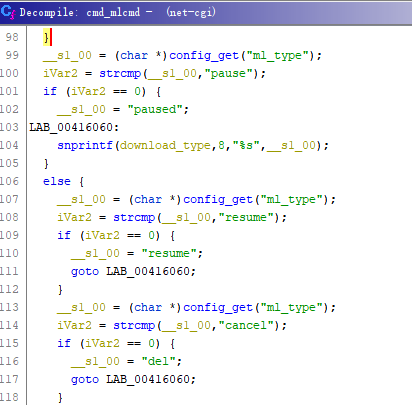 Decompile: cmd_mlcmd - (net-cgi)
98 }
99 __s1_00 = (char *)config_get("ml_type");
100 iVar2 = strcmp(__s1_00,"pause");
101 if (iVar2 == 0) {
102 __s1_00 = "paused";
103 LAB_00416060:
104 snprintf(download_type,8,"%s",__s1_00);
105 }
106 else {
107 __s1_00 = (char *)config_get("ml_type");
108 iVar2 = strcmp(__s1_00,"resume");
109 if (iVar2 == 0) {
110 __s1_00 = "resume";
111 goto LAB_00416060;
112 }
113 __s1_00 = (char *)config_get("ml_type");
114 iVar2 = strcmp(__s1_00,"cancel");
115 if (iVar2 == 0) {
116 __s1_00 = "del";
117 goto LAB_00416060;
118 }